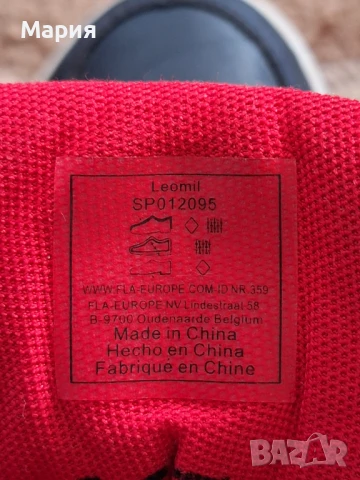 Мария
Leomil
SP012095
WWW.FLA-EUROPE.COM ID NR.359
FLA-EUROPE NV Lindestraat 58
B-9700 Oudenaarde Belgium
Made in China
Hecho en China
Fabrique en Chine
BAZAR